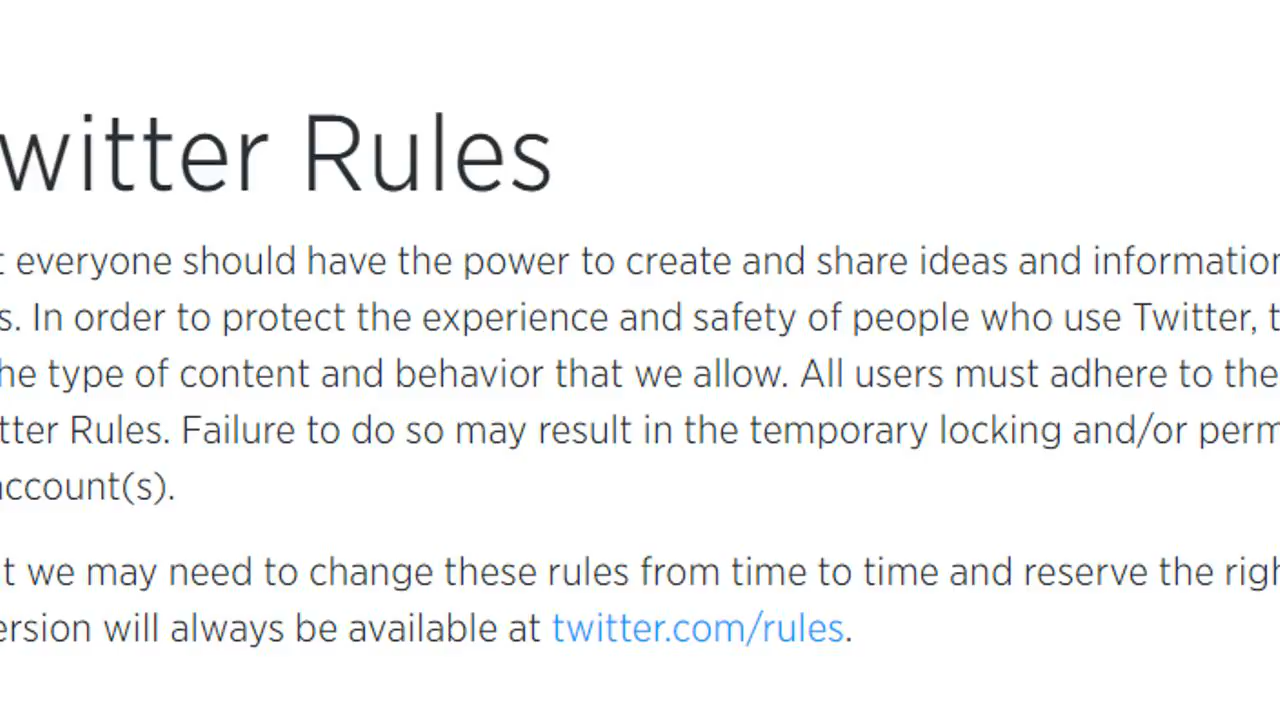 witter Rules
t everyone should have the power to create and share ideas and information
s. In order to protect the experience and safety of people who use Twitter, t
he type of content and behavior that we allow. All users must adhere to the
tter Rules. Failure to do so may result in the temporary locking and/or perm
account(s).
t we may need to change these rules from time to time and reserve the righ
ersion will always be available at twitter.com/rules.